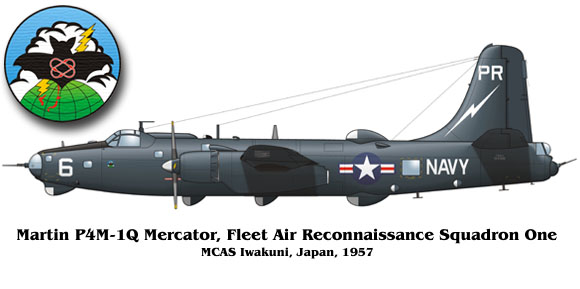 PR
6
NAVY
Martin P4M-1Q Mercator, Fleet Air Reconnaissance Squadron One
MCAS Iwakuni, Japan, 1957